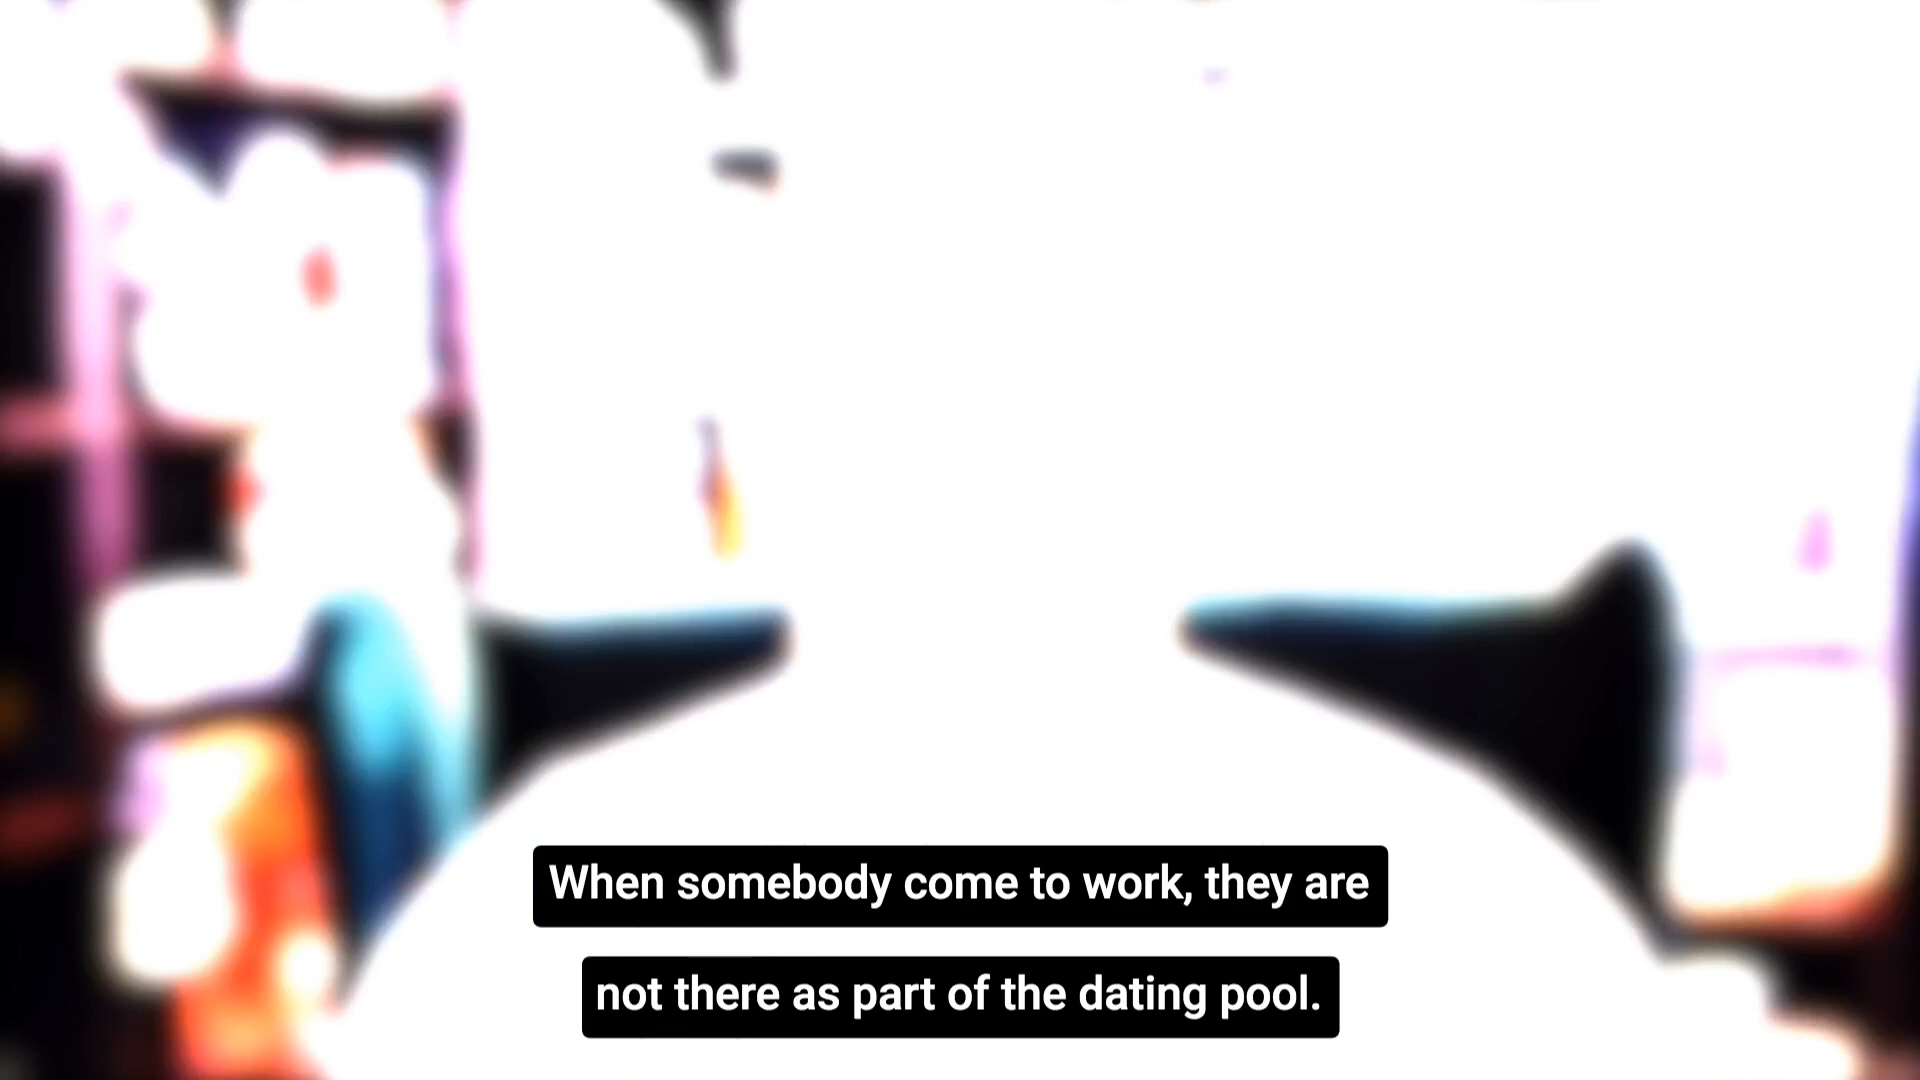 When somebody come to work, they are
not there as part of the dating pool.